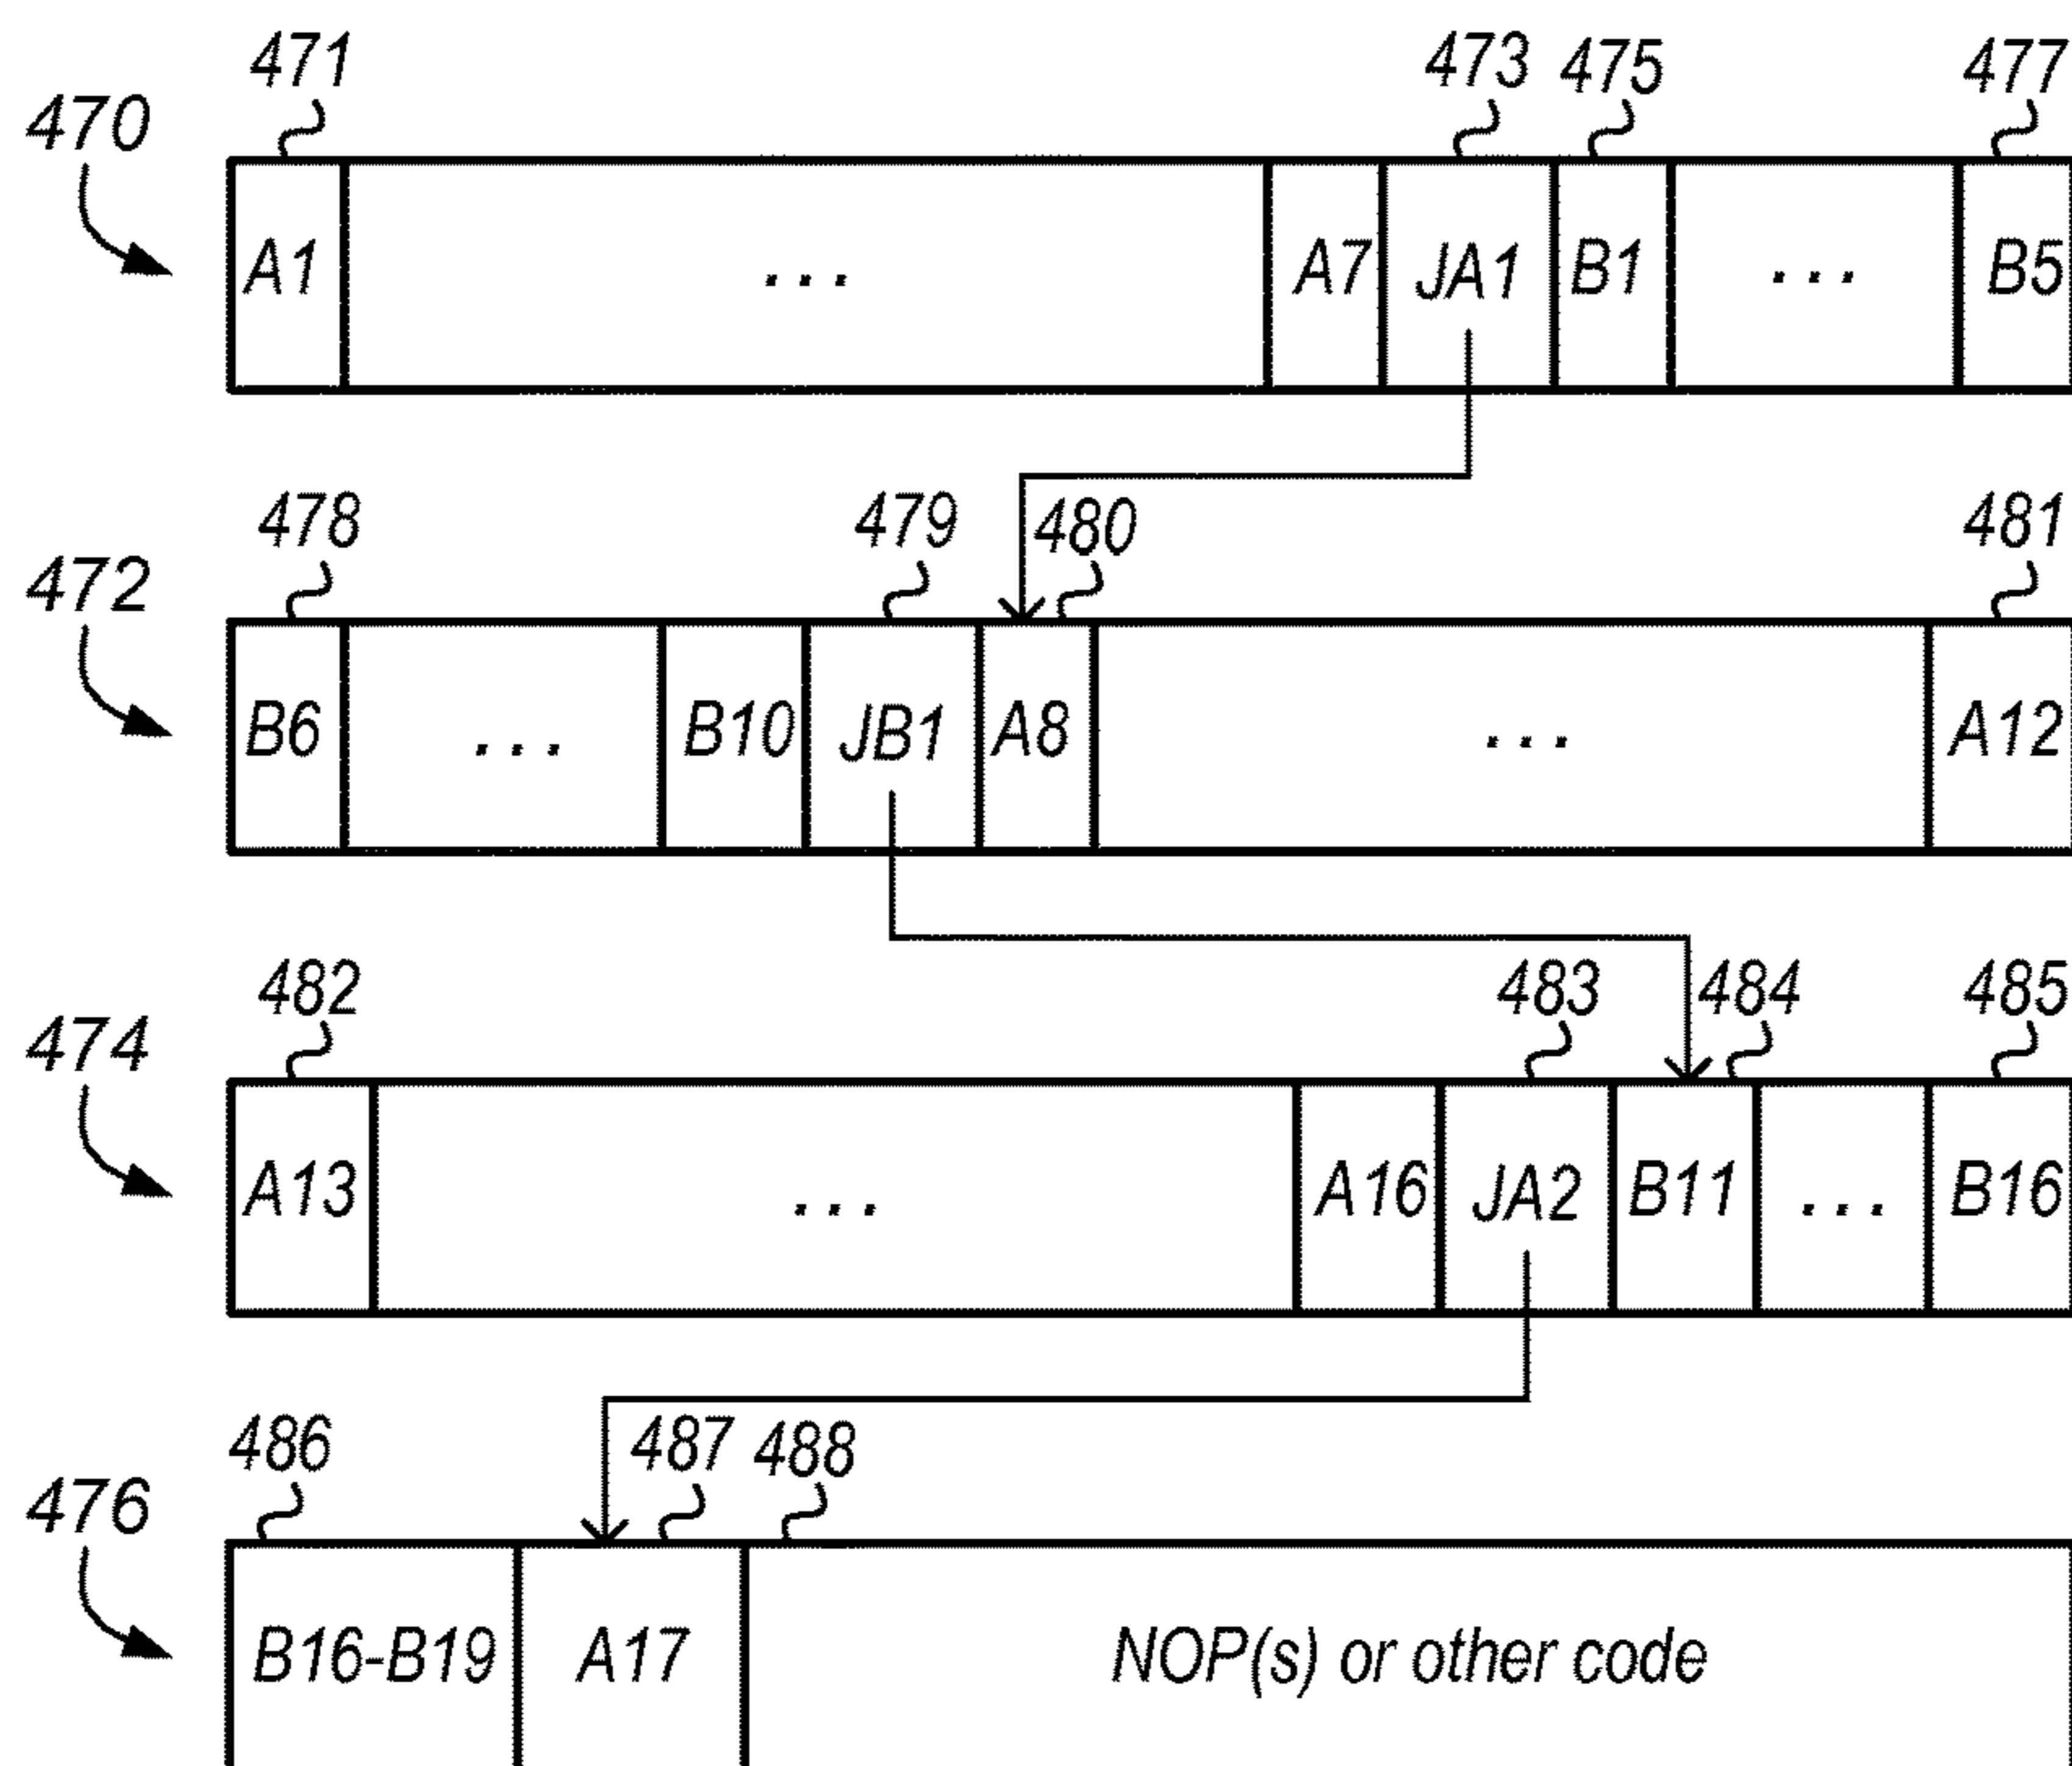 471 473 475 477
470
A1 ... A7 JA1 B1 ... B5
478 479 480 481
472
B6 ... B10 JB1 A8 ... A12
482 483 484 485
474
A13 ... A16 JA2 B11 ... B16
486 487 488
476
B16-B19 A17 NOP(s) or other code